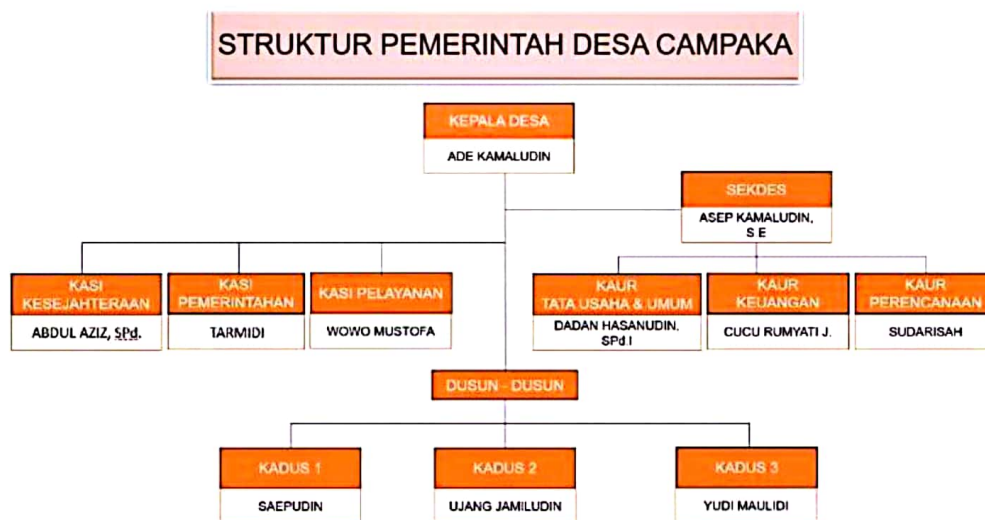 STRUKTUR PEMERINTAH DESA CAMPAKA
KEPALA DESA
ADE KAMALUDIN
SEKDES
ASEP KAMALUDIN,
S E
KASI
KESEJAHTERAAN
ABDUL AZIZ, SPd.
KASI
PEMERINTAHAN
TARMIDI
KASI PELAYANAN
WOWO MUSTOFA
KAUR
TATA USAHA & UMUM
DADAN HASANUDIN.
SPd.I
KAUR
KEUANGAN
CUCU RUMYATI J.
KAUR
PERENCANAAN
SUDARISAH
DUSUN - DUSUN
KADUS 1
SAEPUDIN
KADUS 2
UJANG JAMILUDIN
KADUS 3
YUDI MAULIDI